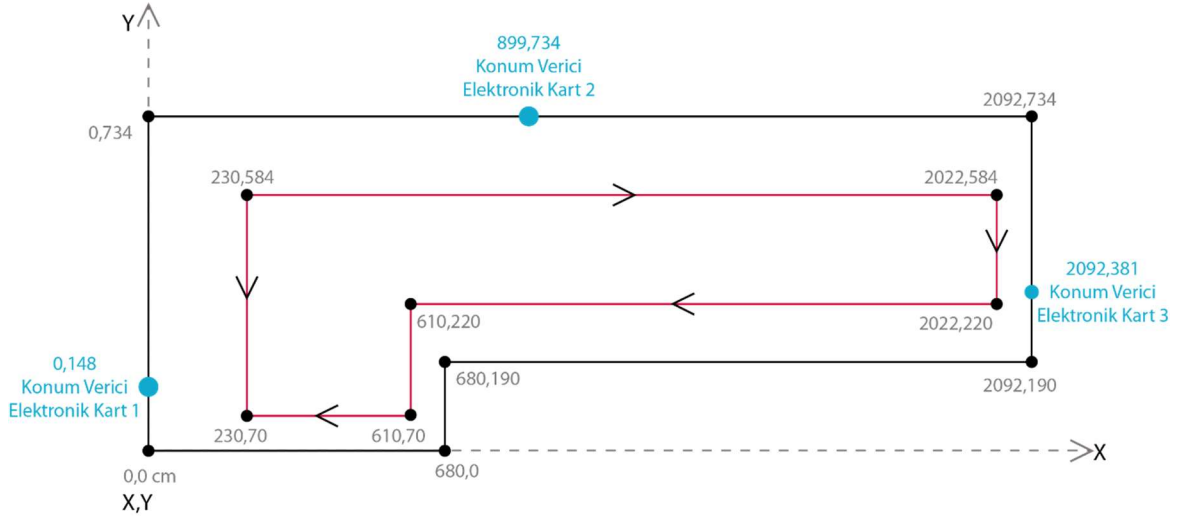 Y
899,734
Konum Verici
Elektronik Kart 2
2092,734
0,734
230,584
2022,584
2092,381
Konum Verici
Elektronik Kart 3
610,220
2022,220
0,148
Konum Verici
Elektronik Kart 1
680,190
2092,190
230,70
610,70
X
0,0 cm
680,0
X,Y